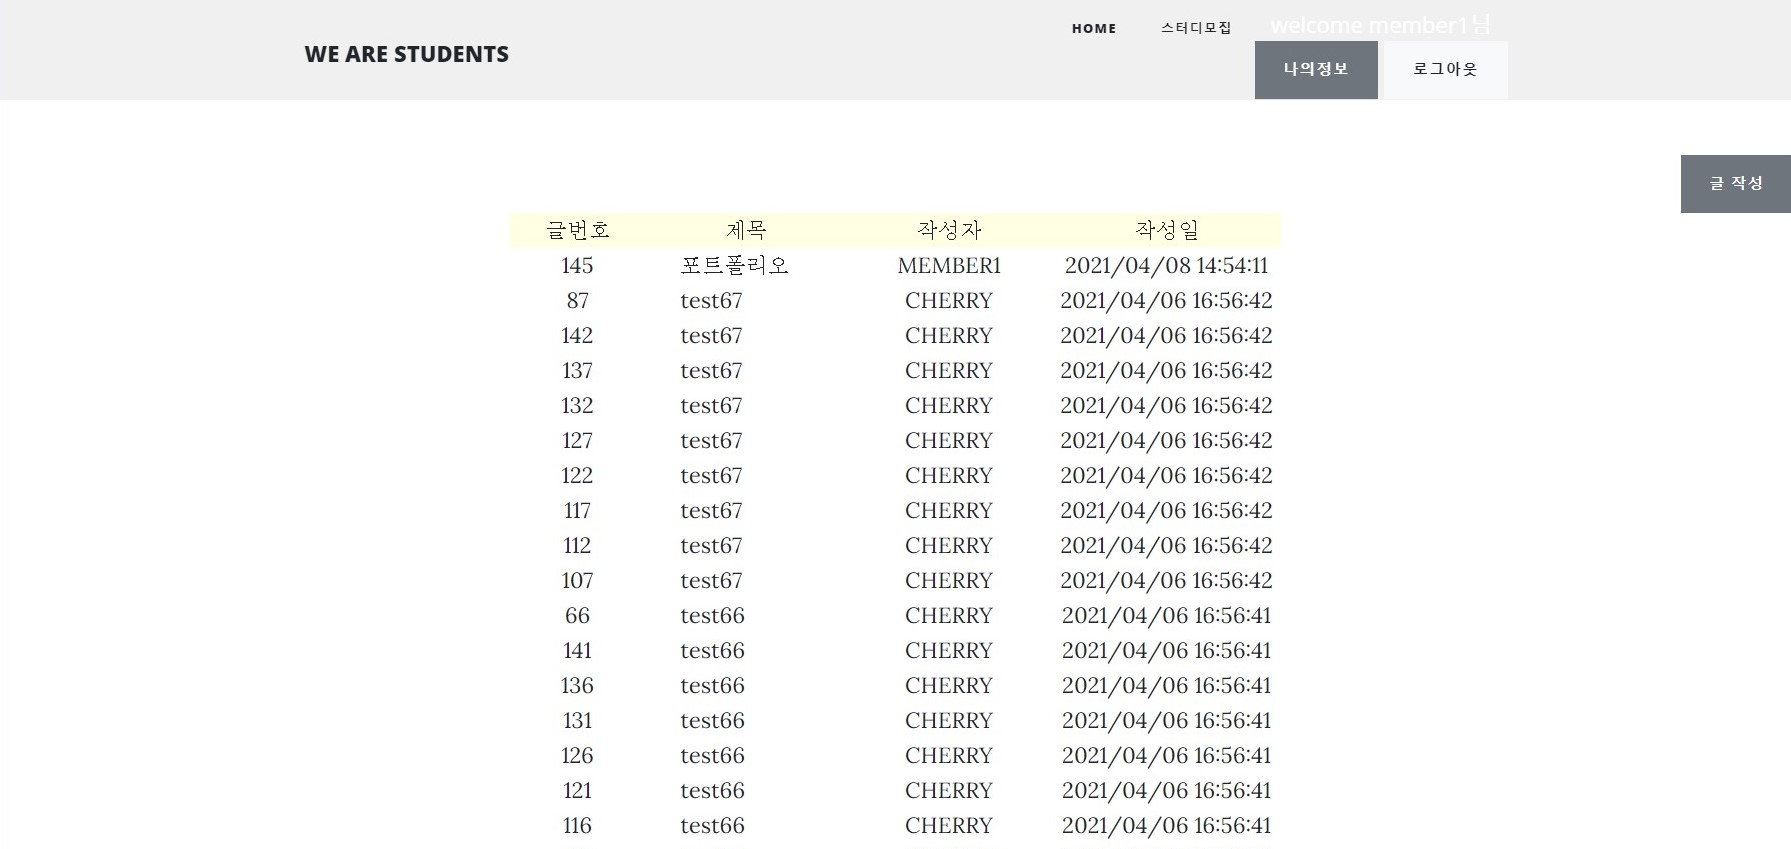 WE ARE STUDENTS
HOME 스터디모집 welcome member1님
나의정보 로그아웃
글 작성
글번호 제목 작성자 작성일
145 포트폴리오 MEMBER1 2021/04/08 14:54:11
87 test67 CHERRY 2021/04/06 16:56:42
142 test67 CHERRY 2021/04/06 16:56:42
137 test67 CHERRY 2021/04/06 16:56:42
132 test67 CHERRY 2021/04/06 16:56:42
127 test67 CHERRY 2021/04/06 16:56:42
122 test67 CHERRY 2021/04/06 16:56:42
117 test67 CHERRY 2021/04/06 16:56:42
112 test67 CHERRY 2021/04/06 16:56:42
107 test67 CHERRY 2021/04/06 16:56:42
66 test66 CHERRY 2021/04/06 16:56:41
141 test66 CHERRY 2021/04/06 16:56:41
136 test66 CHERRY 2021/04/06 16:56:41
131 test66 CHERRY 2021/04/06 16:56:41
126 test66 CHERRY 2021/04/06 16:56:41
121 test66 CHERRY 2021/04/06 16:56:41
116 test66 CHERRY 2021/04/06 16:56:41